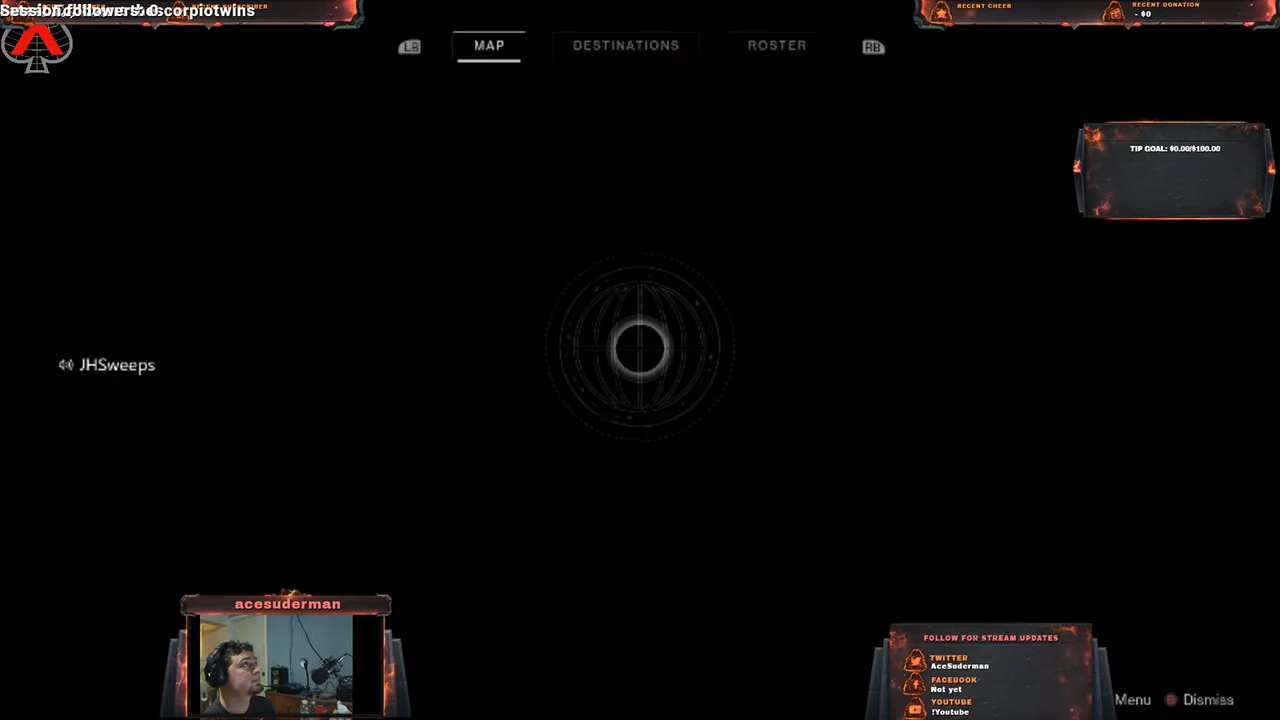 Session followers: 0 scorpiotwins
RECENT CHEER
RECENT DONATION
- $0
LB MAP DESTINATIONS ROSTER RB
TIP GOAL: $0.00/$100.00
JHSweeps
acesuderman
FOLLOW FOR STREAM UPDATES
TWITTER
AceSuderman
FACEBOOK
Not yet
YOUTUBE
!Youtube
Menu B Dismiss